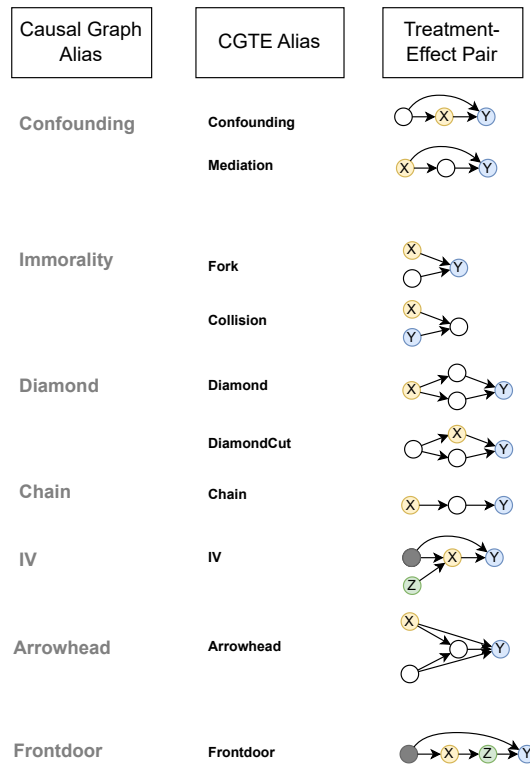 Causal Graph
Alias
CGTE Alias
Treatment-
Effect Pair
Confounding
Confounding
X
Y
Mediation
X
Y
Immorality
Fork
X
Y
Collision
X
Y
Diamond
Diamond
X
Y
DiamondCut
X
Y
Chain
Chain
X
Y
IV
IV
X
Y
Z
Arrowhead
Arrowhead
X
Y
Frontdoor
Frontdoor
X
Z
Y